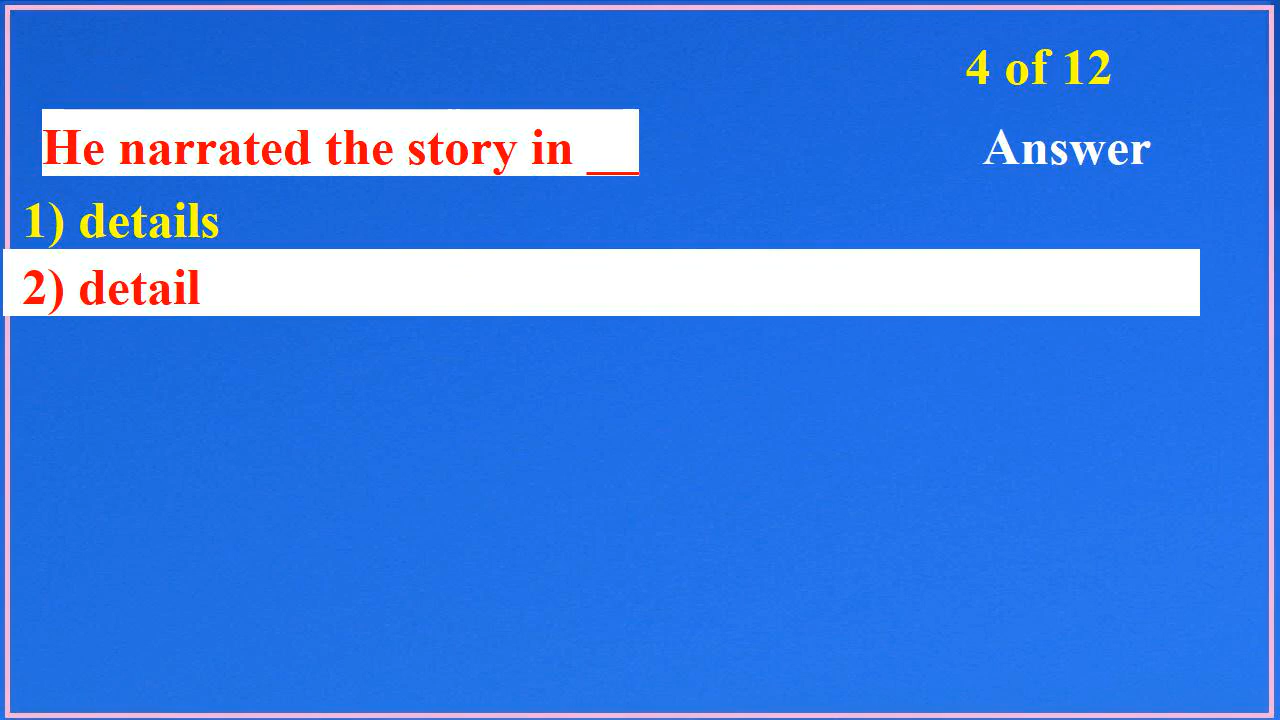 4 of 12
He narrated the story in __
Answer
1) details
2) detail